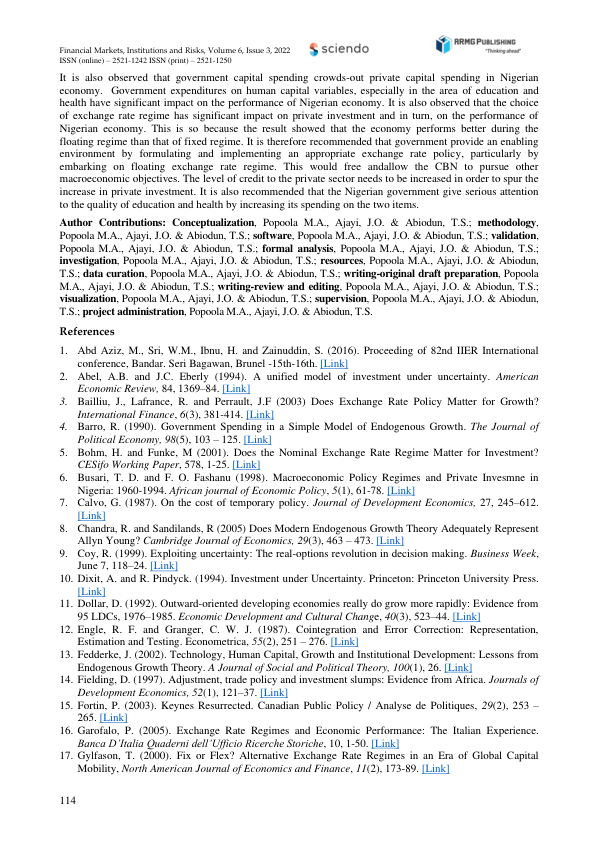 Financial Markets, Institutions and Risks, Volume 6, Issue 3, 2022
ISSN (online) – 2521-1242 ISSN (print) – 2521-1250
sciendo
ARMG PUBLISHING
"Thinking ahead"
It is also observed that government capital spending crowds-out private capital spending in Nigerian
economy. Government expenditures on human capital variables, especially in the area of education and
health have significant impact on the performance of Nigerian economy. It is also observed that the choice
of exchange rate regime has significant impact on private investment and in turn, on the performance of
Nigerian economy. This is so because the result showed that the economy performs better during the
floating regime than that of fixed regime. It is therefore recommended that government provide an enabling
environment by formulating and implementing an appropriate exchange rate policy, particularly by
embarking on floating exchange rate regime. This would free andallow the CBN to pursue other
macroeconomic objectives. The level of credit to the private sector needs to be increased in order to spur the
increase in private investment. It is also recommended that the Nigerian government give serious attention
to the quality of education and health by increasing its spending on the two items.
Author Contributions: Conceptualization, Popoola M.A., Ajayi, J.O. & Abiodun, T.S.; methodology,
Popoola M.A., Ajayi, J.O. & Abiodun, T.S.; software, Popoola M.A., Ajayi, J.O. & Abiodun, T.S.; validation,
Popoola M.A., Ajayi, J.O. & Abiodun, T.S.; formal analysis, Popoola M.A., Ajayi, J.O. & Abiodun, T.S.;
investigation, Popoola M.A., Ajayi, J.O. & Abiodun, T.S.; resources, Popoola M.A., Ajayi, J.O. & Abiodun,
T.S.; data curation, Popoola M.A., Ajayi, J.O. & Abiodun, T.S.; writing-original draft preparation, Popoola
M.A., Ajayi, J.O. & Abiodun, T.S.; writing-review and editing, Popoola M.A., Ajayi, J.O. & Abiodun, T.S.;
visualization, Popoola M.A., Ajayi, J.O. & Abiodun, T.S.; supervision, Popoola M.A., Ajayi, J.O. & Abiodun,
T.S.; project administration, Popoola M.A., Ajayi, J.O. & Abiodun, T.S.
References
1. Abd Aziz, M., Sri, W.M., Ibnu, H. and Zainuddin, S. (2016). Proceeding of 82nd IIER International
conference, Bandar. Seri Bagawan, Brunel -15th-16th. [Link]
2. Abel, A.B. and J.C. Eberly (1994). A unified model of investment under uncertainty. American
Economic Review, 84, 1369–84. [Link]
3. Bailliu, J., Lafrance, R. and Perrault, J.F (2003) Does Exchange Rate Policy Matter for Growth?
International Finance, 6(3), 381-414. [Link]
4. Barro, R. (1990). Government Spending in a Simple Model of Endogenous Growth. The Journal of
Political Economy, 98(5), 103 – 125. [Link]
5. Bohm, H. and Funke, M (2001). Does the Nominal Exchange Rate Regime Matter for Investment?
CESifo Working Paper, 578, 1-25. [Link]
6. Busari, T. D. and F. O. Fashanu (1998). Macroeconomic Policy Regimes and Private Invesmne in
Nigeria: 1960-1994. African journal of Economic Policy, 5(1), 61-78. [Link]
7. Calvo, G. (1987). On the cost of temporary policy. Journal of Development Economics, 27, 245–612.
[Link]
8. Chandra, R. and Sandilands, R (2005) Does Modern Endogenous Growth Theory Adequately Represent
Allyn Young? Cambridge Journal of Economics, 29(3), 463 – 473. [Link]
9. Coy, R. (1999). Exploiting uncertainty: The real-options revolution in decision making. Business Week,
June 7, 118–24. [Link]
10. Dixit, A. and R. Pindyck. (1994). Investment under Uncertainty. Princeton: Princeton University Press.
[Link]
11. Dollar, D. (1992). Outward-oriented developing economies really do grow more rapidly: Evidence from
95 LDCs, 1976–1985. Economic Development and Cultural Change, 40(3), 523–44. [Link]
12. Engle, R. F. and Granger, C. W. J. (1987). Cointegration and Error Correction: Representation,
Estimation and Testing. Econometrica, 55(2), 251 – 276. [Link]
13. Fedderke, J. (2002). Technology, Human Capital, Growth and Institutional Development: Lessons from
Endogenous Growth Theory. A Journal of Social and Political Theory, 100(1), 26. [Link]
14. Fielding, D. (1997). Adjustment, trade policy and investment slumps: Evidence from Africa. Journals of
Development Economics, 52(1), 121–37. [Link]
15. Fortin, P. (2003). Keynes Resurrected. Canadian Public Policy / Analyse de Politiques, 29(2), 253 –
265. [Link]
16. Garofalo, P. (2005). Exchange Rate Regimes and Economic Performance: The Italian Experience.
Banca D'Italia Quaderni dell'Ufficio Ricerche Storiche, 10, 1-50. [Link]
17. Gylfason, T. (2000). Fix or Flex? Alternative Exchange Rate Regimes in an Era of Global Capital
Mobility, North American Journal of Economics and Finance, 11(2), 173-89. [Link]
114